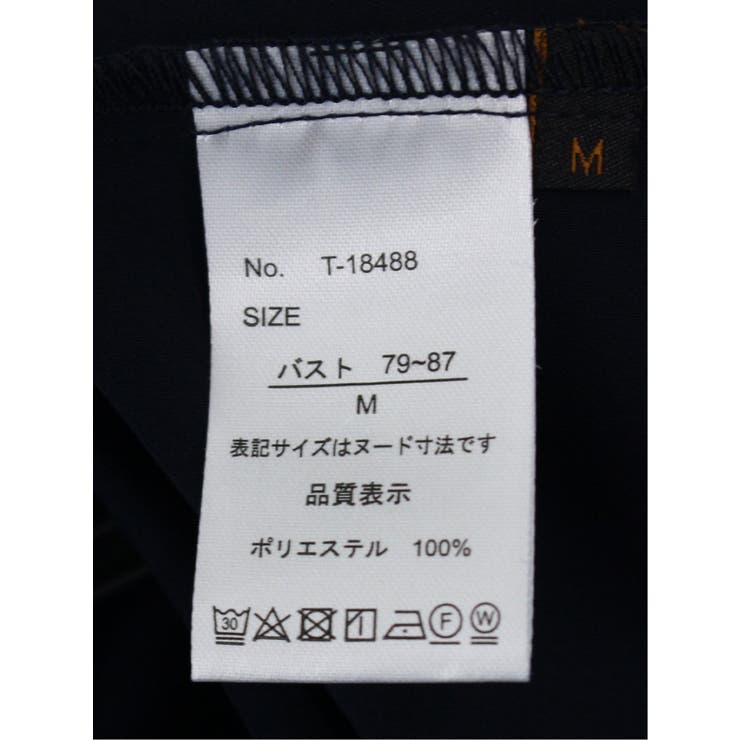 M
No. T-18488
SIZE
バスト 79~87
M
表記サイズはヌード寸法です
品質表示
ポリエステル 100%
30 F W